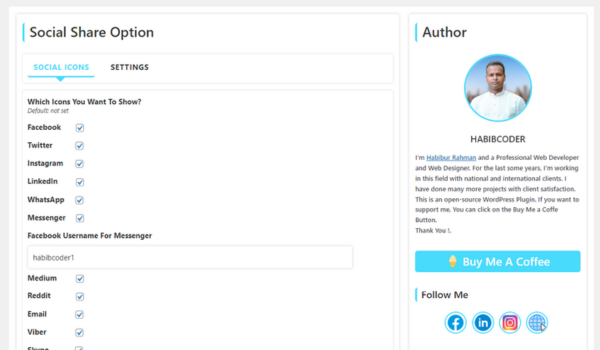 Social Share Option
SOCIAL ICONS SETTINGS
Which Icons You Want To Show?
Default: not set
Facebook
Twitter
Instagram
LinkedIn
WhatsApp
Messenger
Facebook Username For Messenger
habibcoder1
Medium
Reddit
Email
Viber
Skype
Author
HABIBCODER
I'm Habibur Rahman and a Professional Web Developer
and Web Designer. For the last some years, I'm working
in this field with national and international clients. I
have done many more projects with client satisfaction.
This is an open-source WordPress Plugin. If you want to
support me, You can click on the Buy Me a Coffe
Button.
Thank You !.
Buy Me A Coffee
Follow Me